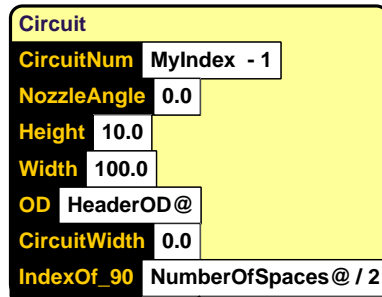 Circuit
CircuitNum MyIndex - 1
NozzleAngle 0.0
Height 10.0
Width 100.0
OD HeaderOD@
CircuitWidth 0.0
IndexOf_90 NumberOfSpaces@ / 2